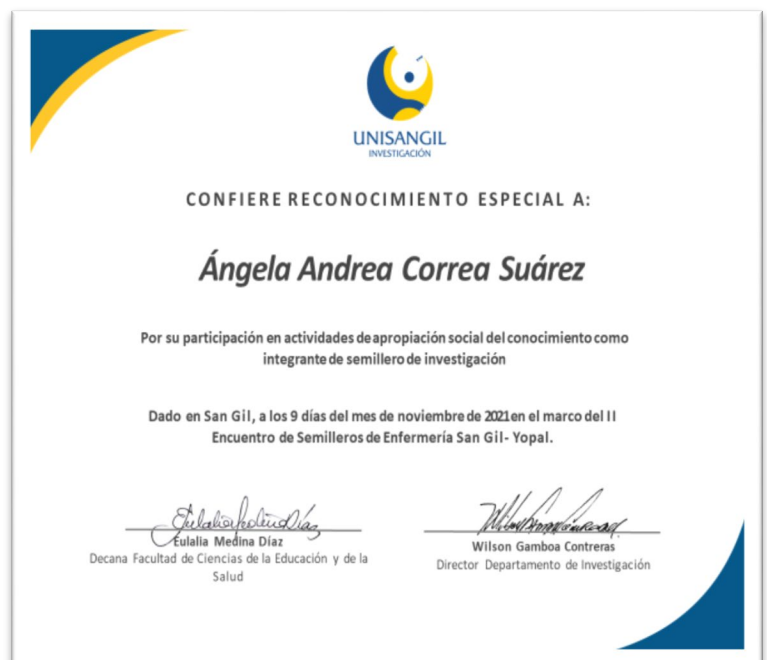 UNISANGIL
INVESTIGACIÓN
CONFIERE RECONOCIMIENTO ESPECIAL A:
Ángela Andrea Correa Suárez
Por su participación en actividades de apropiación social del conocimiento como
integrante de semillero de investigación
Dado en San Gil, a los 9 días del mes de noviembre de 2021 en el marco del II
Encuentro de Semilleros de Enfermería San Gil- Yopal.
Eulalia Medina Díaz
Decana Facultad de Ciencias de la Educación y de la
Salud
Wilson Gamboa Contreras
Director Departamento de Investigación